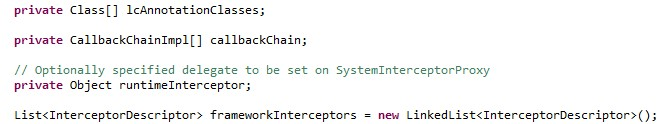 private Class[] lcAnnotationClasses;
private CallbackChainImpl[] callbackChain;
// Optionally specified delegate to be set on SystemInterceptorProxy
private Object runtimeInterceptor;
List<InterceptorDescriptor> frameworkInterceptors = new LinkedList<InterceptorDescriptor>();